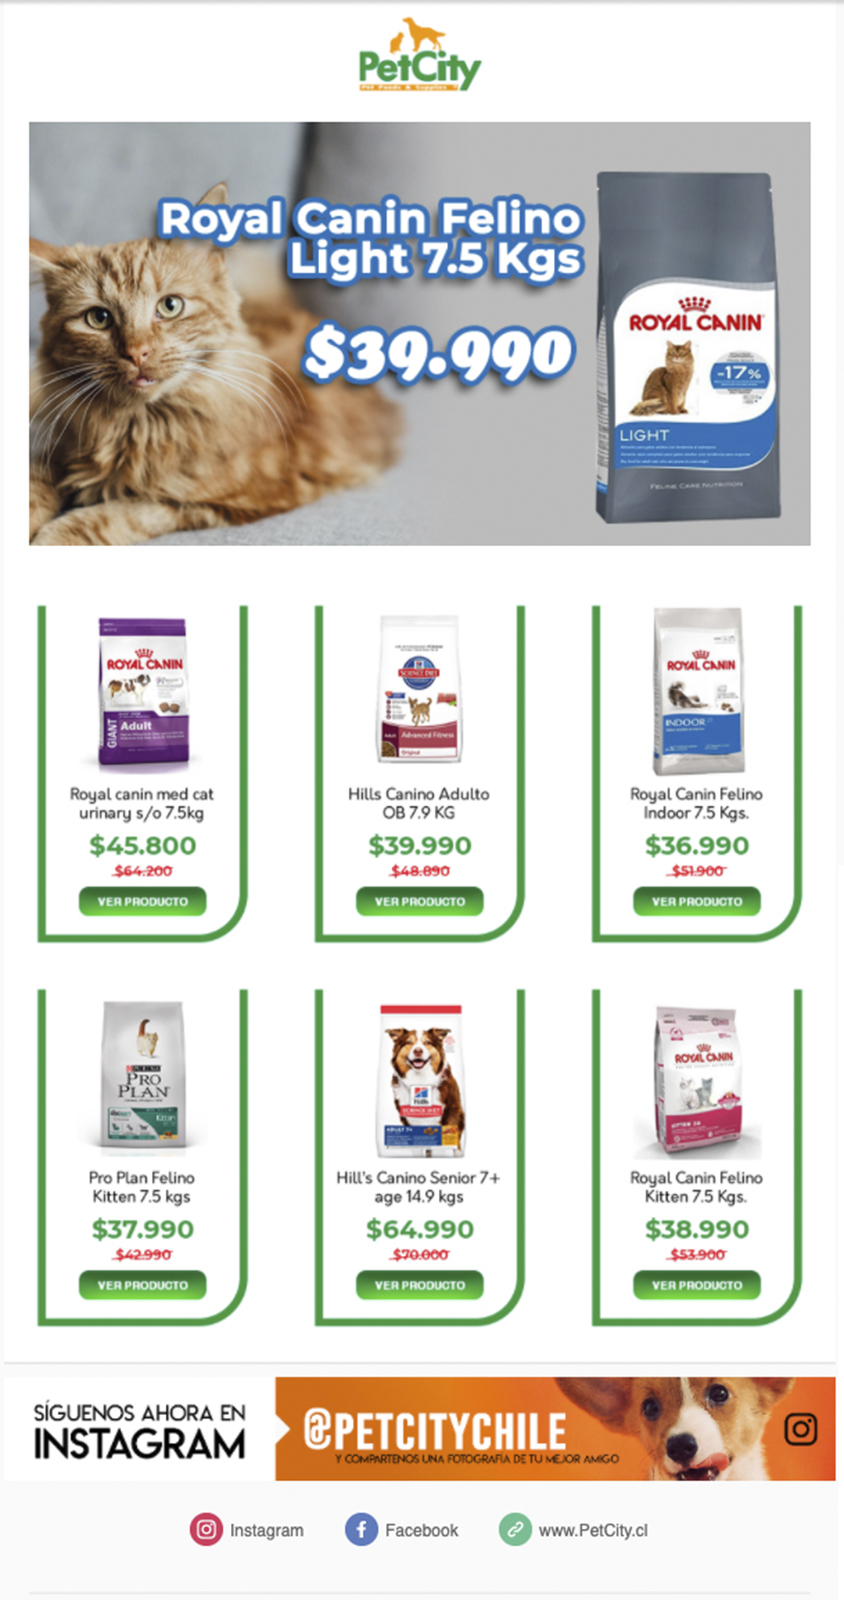 PetCity
Pet Foods & Supplies
Royal Canin Felino
Light 7.5 Kgs
$39.990
ROYAL CANIN
-17%
LIGHT
FELINE CARE NUTRITION
ROYAL CANIN
GIANT
Adult
Royal canin med cat
urinary s/o 7.5kg
$45.800
$64.200
VER PRODUCTO
SCIENCE DIET
Advanced Fitness
Original
Hills Canino Adulto
OB 7.9 KG
$39.990
$48.890
VER PRODUCTO
ROYAL CANIN
INDOOR
Royal Canin Felino
Indoor 7.5 Kgs.
$36.990
$51.900
VER PRODUCTO
PURINA
PRO
PLAN
Kitten
Pro Plan Felino
Kitten 7.5 kgs
$37.990
$42.990
VER PRODUCTO
Hill's
SCIENCE DIET
ADULT 7+
Hill's Canino Senior 7+
age 14.9 kgs
$64.990
$70.000
VER PRODUCTO
ROYAL CANIN
KITTEN 36
Royal Canin Felino
Kitten 7.5 Kgs.
$38.990
$53.900
VER PRODUCTO
SÍGUENOS AHORA EN
INSTAGRAM
@PETCITYCHILE
Y COMPARTENOS UNA FOTOGRAFIA DE TU MEJOR AMIGO
Instagram
Facebook
www.PetCity.cl